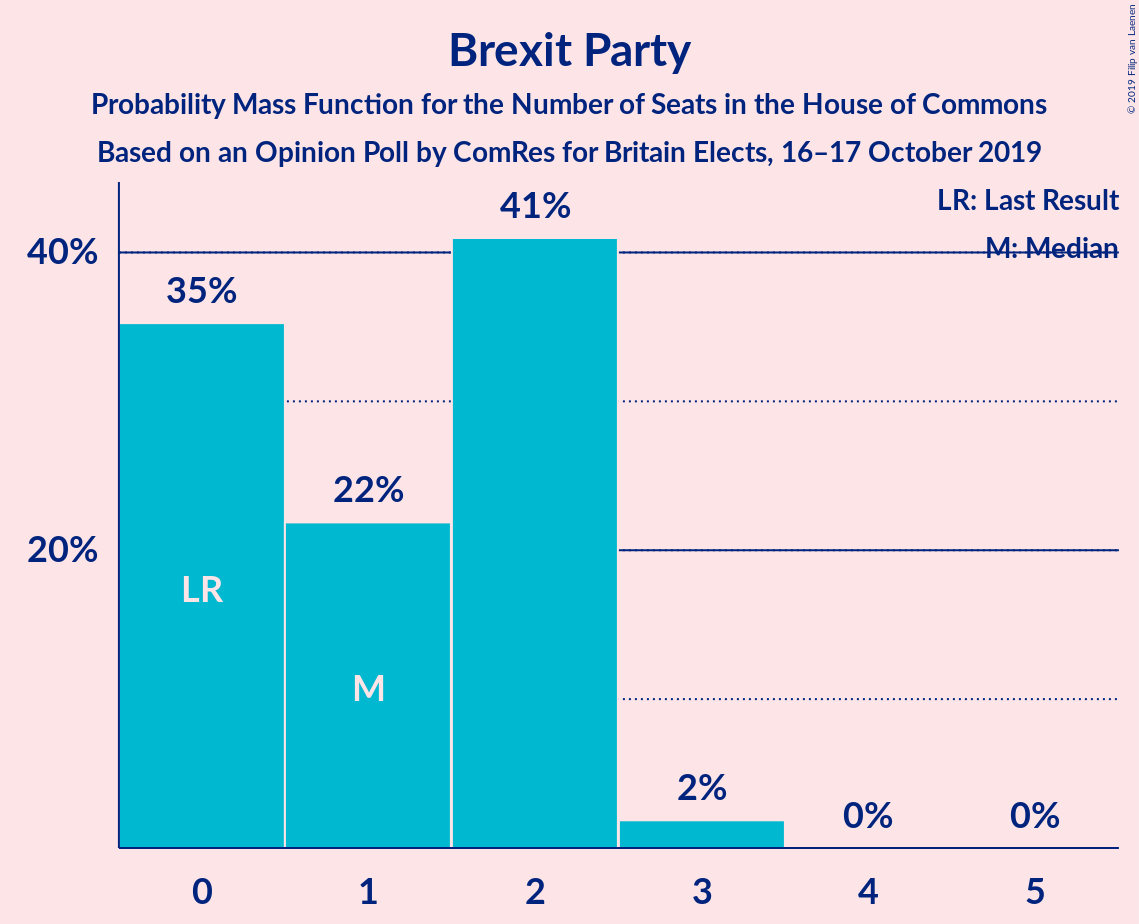 Brexit Party
Probability Mass Function for the Number of Seats in the House of Commons
Based on an Opinion Poll by ComRes for Britain Elects, 16–17 October 2019
© 2019 Filip van Laenen
LR: Last Result
M: Median
40%
20%
35%
22%
41%
2%
0%
0%
LR
M
0 1 2 3 4 5